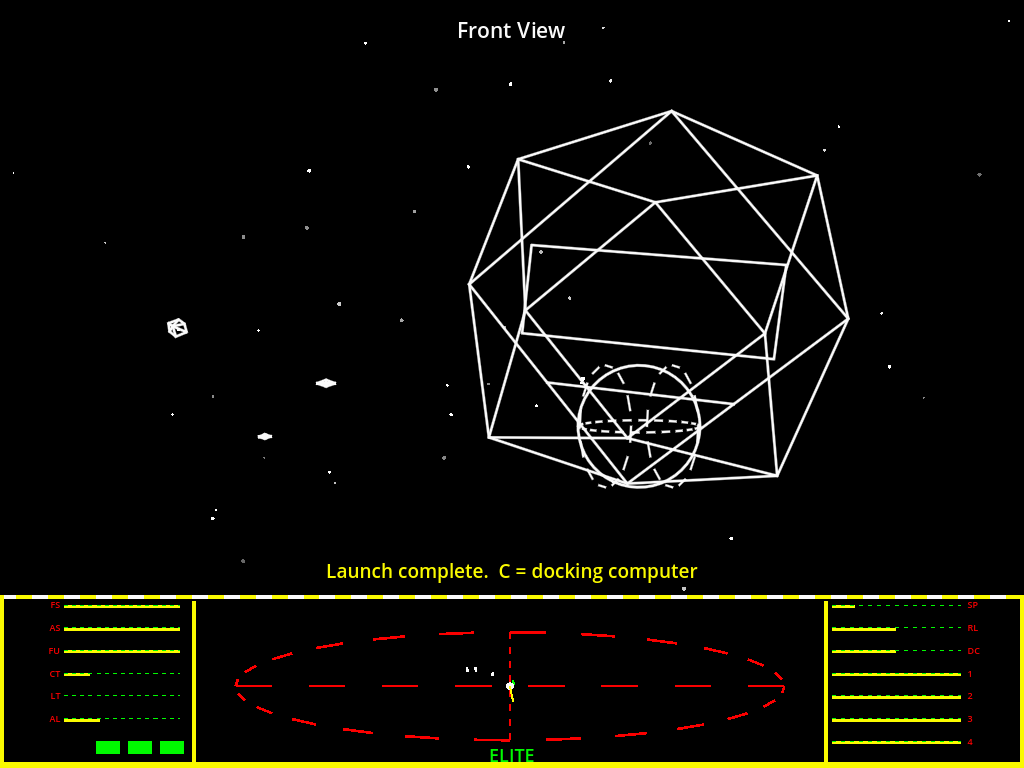 Front View
Launch complete.  C = docking computer
FS
AS
FU
CT
LT
AL
SP
RL
DC
1
2
3
4
ELITE